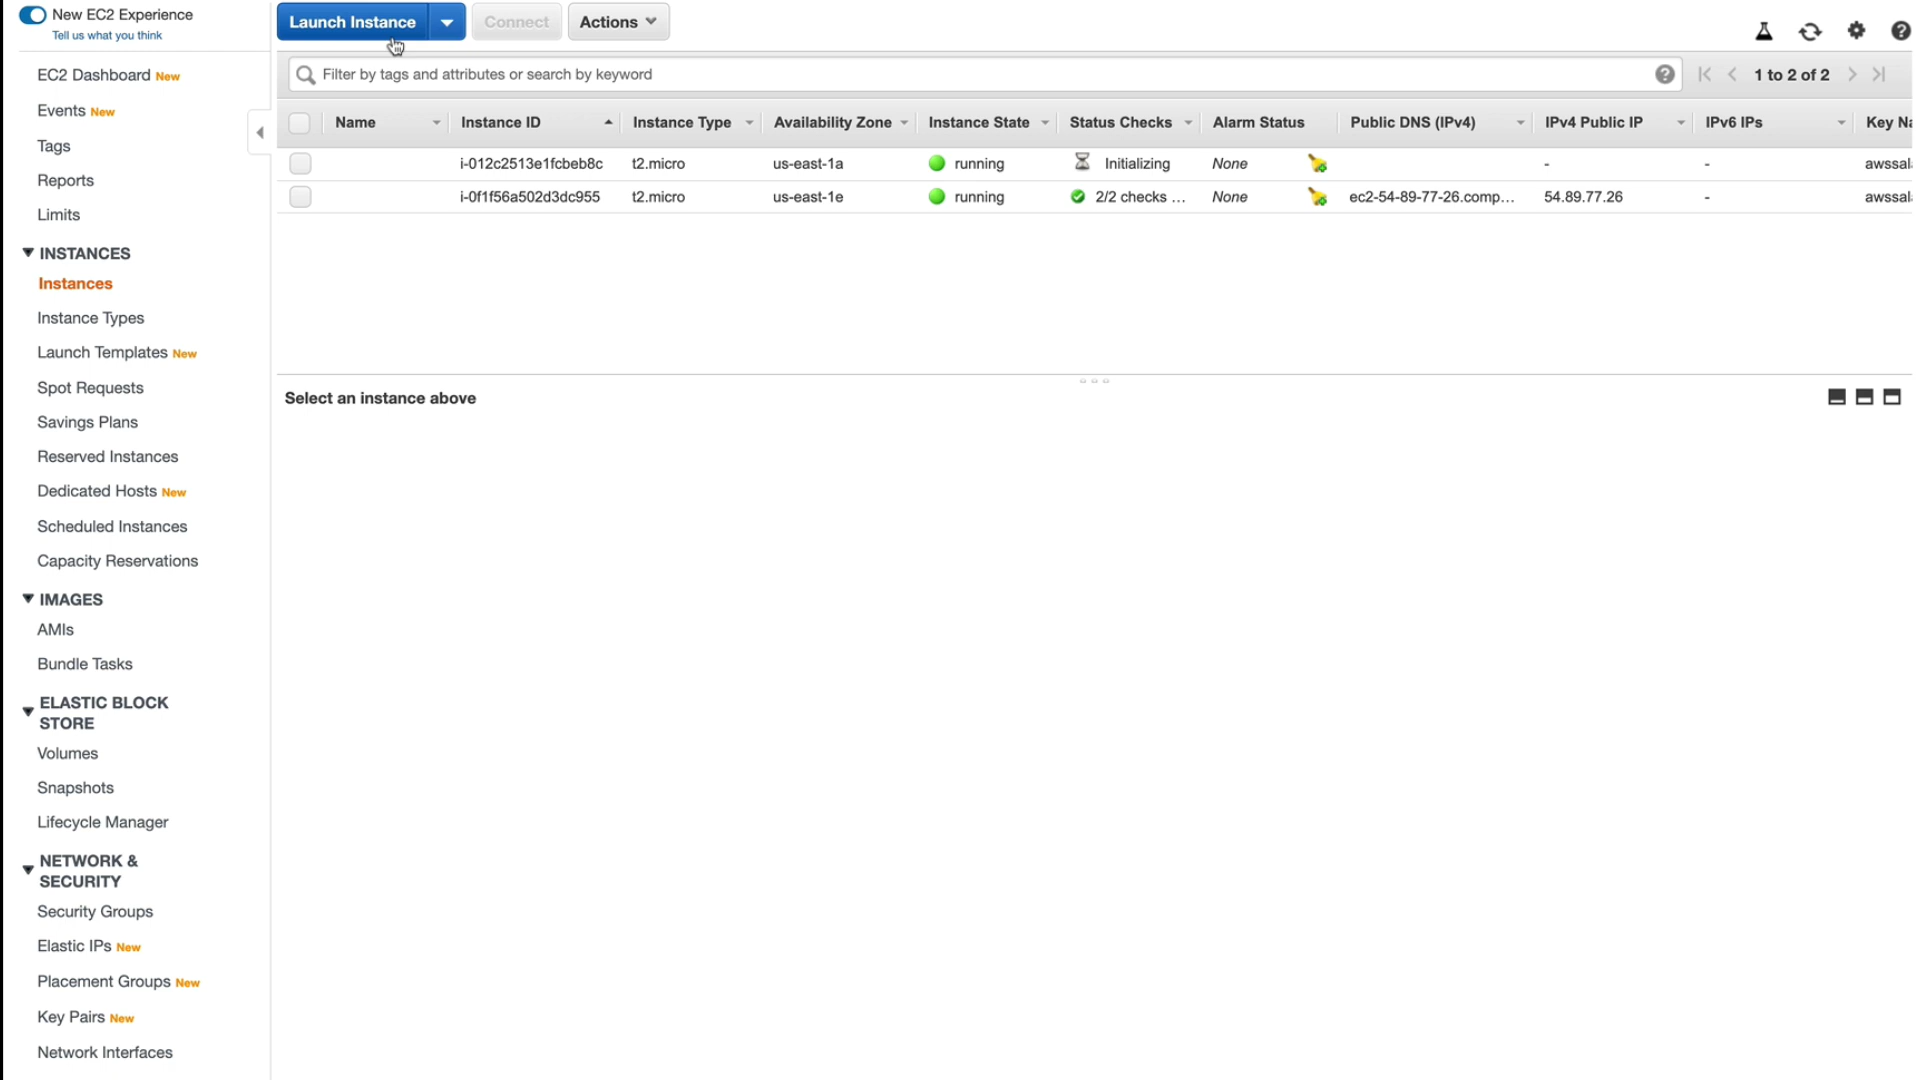 New EC2 Experience
Tell us what you think
Launch Instance
Connect
Actions
EC2 Dashboard New
Events New
Tags
Reports
Limits
INSTANCES
Instances
Instance Types
Launch Templates New
Spot Requests
Savings Plans
Reserved Instances
Dedicated Hosts New
Scheduled Instances
Capacity Reservations
IMAGES
AMIs
Bundle Tasks
ELASTIC BLOCK
STORE
Volumes
Snapshots
Lifecycle Manager
NETWORK &
SECURITY
Security Groups
Elastic IPs New
Placement Groups New
Key Pairs New
Network Interfaces
Filter by tags and attributes or search by keyword
1 to 2 of 2
Name Instance ID Instance Type Availability Zone Instance State Status Checks Alarm Status Public DNS (IPv4) IPv4 Public IP IPv6 IPs Key Na
i-012c2513e1fcbeb8c t2.micro us-east-1a running Initializing None - - awssal
i-0f1f56a502d3dc955 t2.micro us-east-1e running 2/2 checks ... None ec2-54-89-77-26.comp... 54.89.77.26 - awssal
Select an instance above